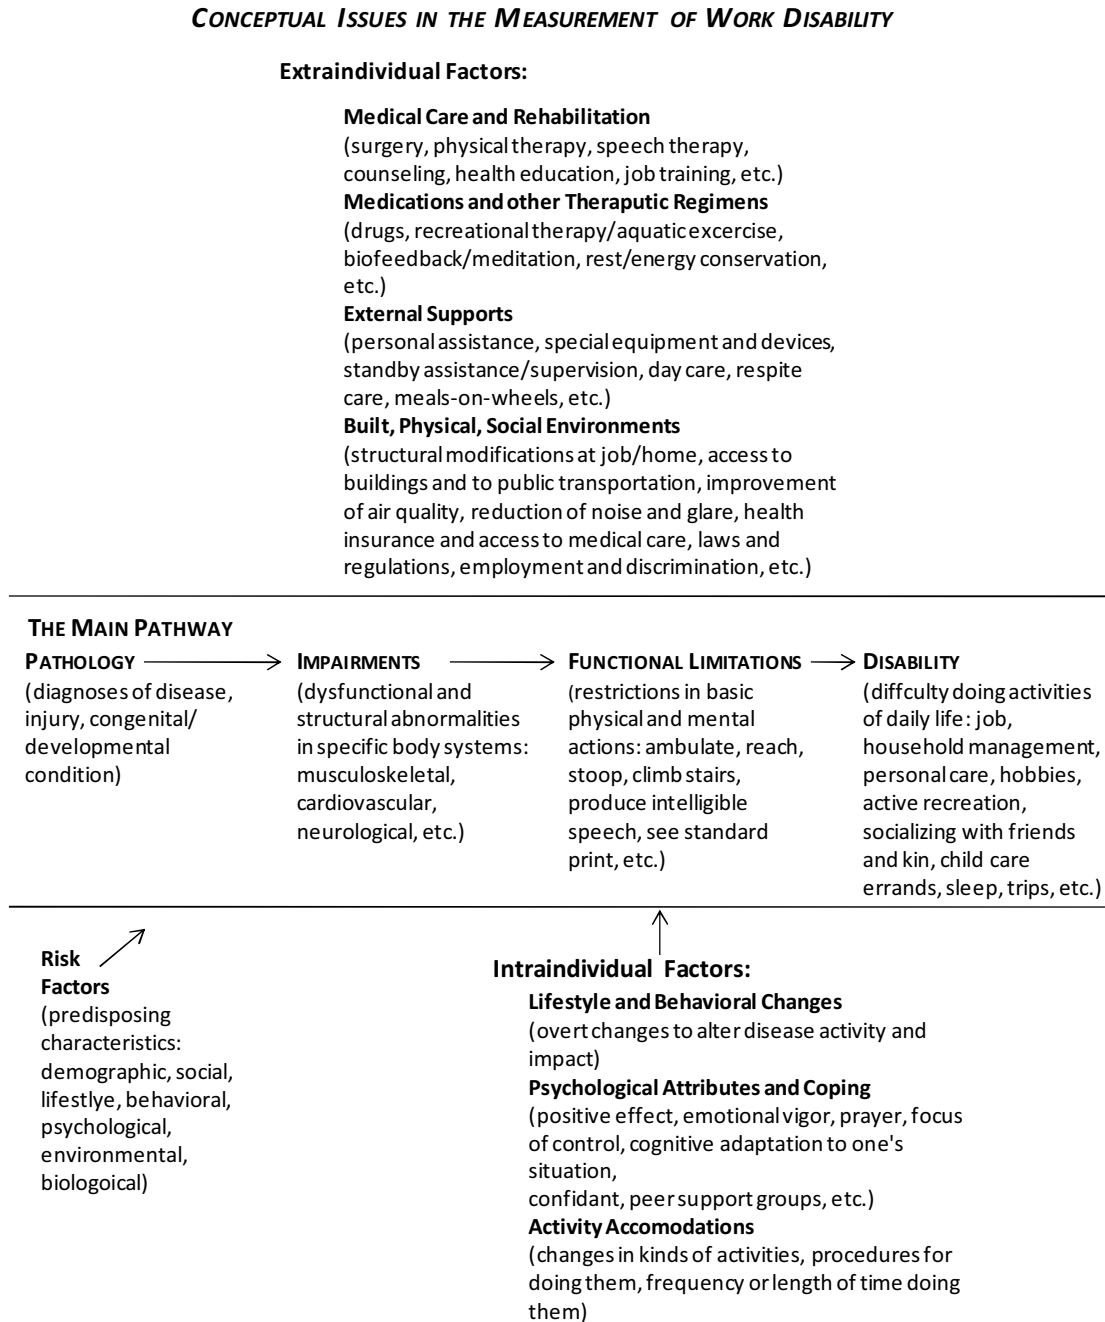 CONCEPTUAL ISSUES IN THE MEASUREMENT OF WORK DISABILITY
Extraindividual Factors:
Medical Care and Rehabilitation
(surgery, physical therapy, speech therapy,
counseling, health education, job training, etc.)
Medications and other Theraputic Regimens
(drugs, recreational therapy/aquatic excercise,
biofeedback/meditation, rest/energy conservation,
etc.)
External Supports
(personal assistance, special equipment and devices,
standby assistance/supervision, day care, respite
care, meals-on-wheels, etc.)
Built, Physical, Social Environments
(structural modifications at job/home, access to
buildings and to public transportation, improvement
of air quality, reduction of noise and glare, health
insurance and access to medical care, laws and
regulations, employment and discrimination, etc.)
THE MAIN PATHWAY
PATHOLOGY
(diagnoses of disease,
injury, congenital/
developmental
condition)
IMPAIRMENTS
(dysfunctional and
structural abnormalities
in specific body systems:
musculoskeletal,
cardiovascular,
neurological, etc.)
FUNCTIONAL LIMITATIONS
(restrictions in basic
physical and mental
actions: ambulate, reach,
stoop, climb stairs,
produce intelligible
speech, see standard
print, etc.)
DISABILITY
(diffculty doing activities
of daily life: job,
household management,
personal care, hobbies,
active recreation,
socializing with friends
and kin, child care
errands, sleep, trips, etc.)
Risk
Factors
(predisposing
characteristics:
demographic, social,
lifestlye, behavioral,
psychological,
environmental,
biologoical)
Intraindividual Factors:
Lifestyle and Behavioral Changes
(overt changes to alter disease activity and
impact)
Psychological Attributes and Coping
(positive effect, emotional vigor, prayer, focus
of control, cognitive adaptation to one's
situation,
confidant, peer support groups, etc.)
Activity Accomodations
(changes in kinds of activities, procedures for
doing them, frequency or length of time doing
them)